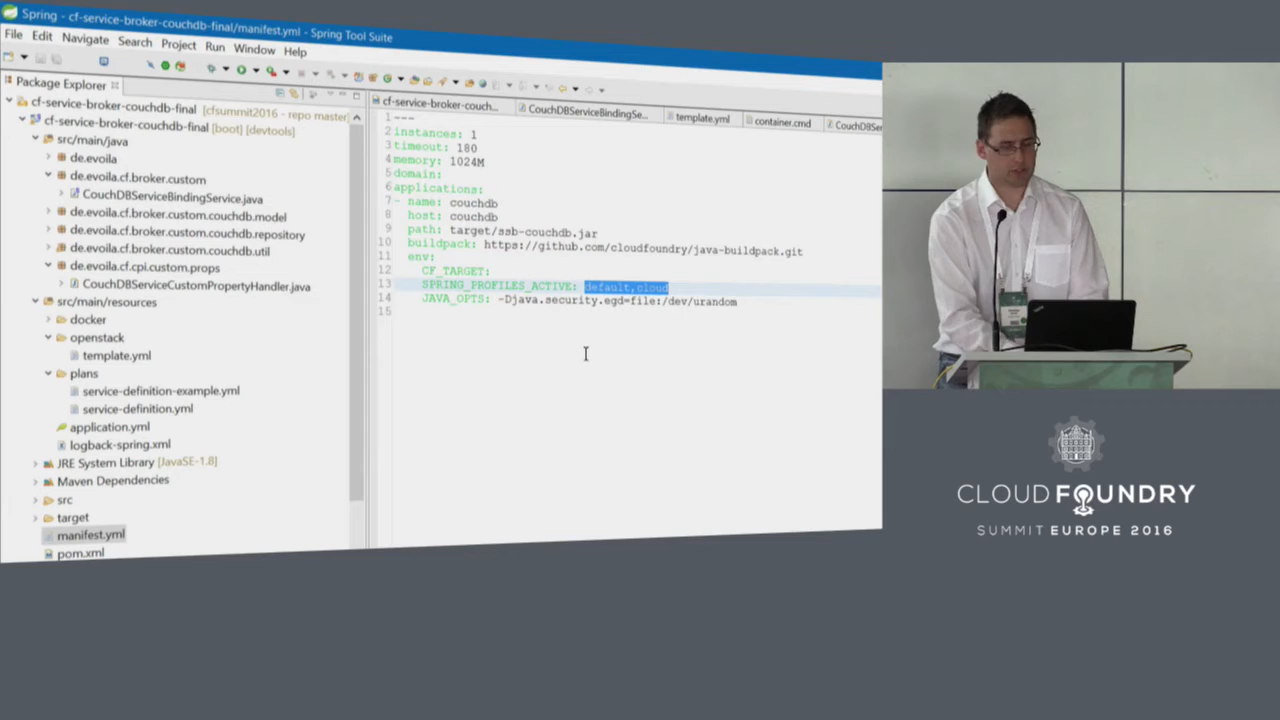 Spring - cf-service-broker-couchdb-final/manifest.yml - Spring Tool Suite
File Edit Navigate Search Project Run Window Help
Package Explorer
cf-service-broker-couchdb-final [cfsummit2016 - repo master]
cf-service-broker-couchdb-final [boot] [devtools]
src/main/java
de.evoila
de.evoila.cf.broker.custom
CouchDBServiceBindingService.java
de.evoila.cf.broker.custom.couchdb.model
de.evoila.cf.broker.custom.couchdb.repository
de.evoila.cf.broker.custom.couchdb.util
de.evoila.cf.cpi.custom.props
CouchDBServiceCustomPropertyHandler.java
src/main/resources
docker
openstack
template.yml
plans
service-definition-example.yml
service-definition.yml
application.yml
logback-spring.xml
JRE System Library [JavaSE-1.8]
Maven Dependencies
src
target
manifest.yml
pom.xml
cf-service-broker-couch... CouchDBServiceBindingSe... template.yml container.cmd CouchDBSer
1 ---
2 instances: 1
3 timeout: 180
4 memory: 1024M
5 domain:
6 applications:
7 - name: couchdb
8 host: couchdb
9 path: target/ssb-couchdb.jar
10 buildpack: https://github.com/cloudfoundry/java-buildpack.git
11 env:
12 CF_TARGET:
13 SPRING_PROFILES_ACTIVE: default,cloud
14 JAVA_OPTS: -Djava.security.egd=file:/dev/urandom
15
CLOUD FOUNDRY
SUMMIT EUROPE 2016